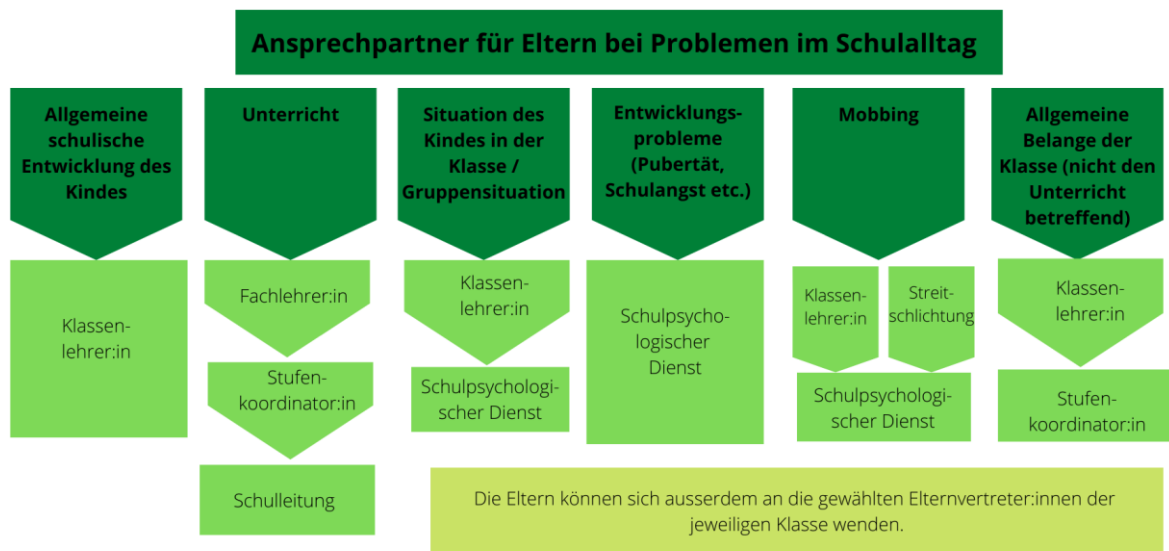 Ansprechpartner für Eltern bei Problemen im Schulalltag
Allgemeine
schulische
Entwicklung des
Kindes
Klassen-
lehrer:in
Unterricht
Fachlehrer:in
Stufen-
koordinator:in
Schulleitung
Situation des
Kindes in der
Klasse /
Gruppensituation
Klassen-
lehrer:in
Schulpsychologi-
scher Dienst
Entwicklungs-
probleme
(Pubertät,
Schulangst etc.)
Schulpsycho-
logischer
Dienst
Mobbing
Klassen-
lehrer:in
Streit-
schlichtung
Schulpsychologi-
scher Dienst
Allgemeine
Belange der
Klasse (nicht den
Unterricht
betreffend)
Klassen-
lehrer:in
Stufen-
koordinator:in
Die Eltern können sich ausserdem an die gewählten Elternvertreter:innen der
jeweiligen Klasse wenden.